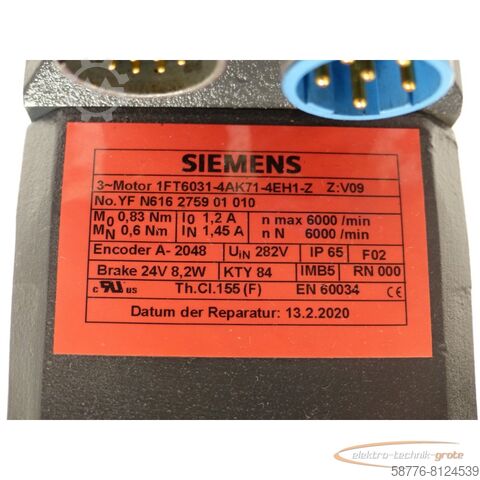 SIEMENS
3~Motor 1FT6031-4AK71-4EH1-Z Z:V09
No.YF N616 2759 01 010
M0 0,83 Nm I0 1,2 A n max 6000 /min
MN 0,6 Nm IN 1,45 A n N 6000 /min
Encoder A- 2048 UIN 282V IP 65 F02
Brake 24V 8,2W KTY 84 IMB5 RN 000
c UR us Th.Cl.155 (F) EN 60034 CE
Datum der Reparatur: 13.2.2020
elektro-technik-grote
58776-8124539